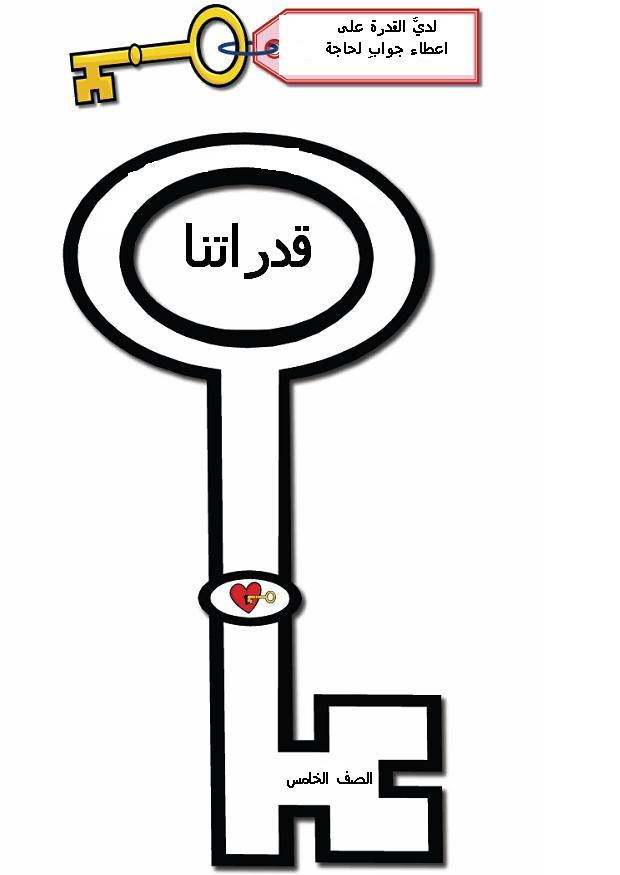 لديَّ القدرة على
اعطاء جوابٍ لحاجة
قدراتنا
الصف الخامس